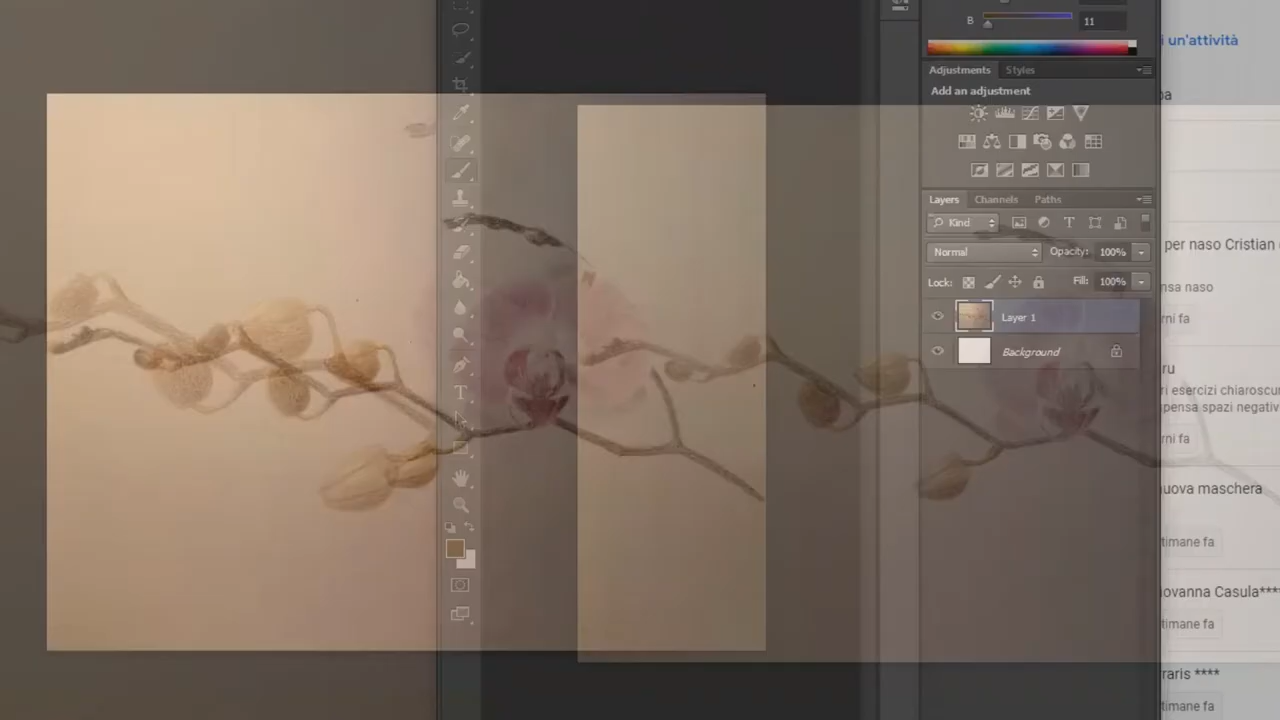 B 11
i un'attività
Adjustments Styles
Add an adjustment
Layers Channels Paths
Kind
Normal Opacity: 100%
Lock: Fill: 100%
Layer 1
Background
per naso Cristian
nsa naso
rni fa
ru
ri esercizi chiaroscur
pensa spazi negativ
rni fa
uova maschera
timane fa
ovanna Casula****
timane fa
raris ****
timane fa
T